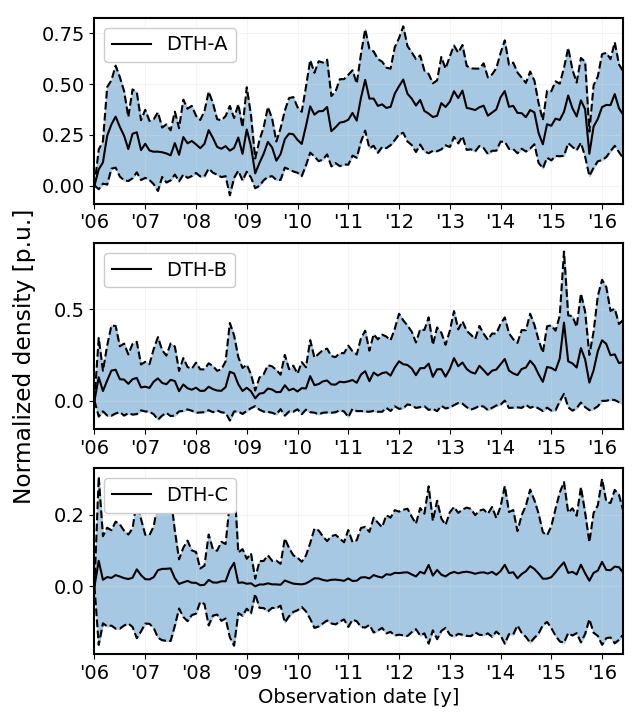 Normalized density [p.u.]
0.75
0.50
0.25
0.00
DTH-A
'06 '07 '08 '09 '10 '11 '12 '13 '14 '15 '16
0.5
0.0
DTH-B
'06 '07 '08 '09 '10 '11 '12 '13 '14 '15 '16
0.2
0.0
DTH-C
'06 '07 '08 '09 '10 '11 '12 '13 '14 '15 '16
Observation date [y]